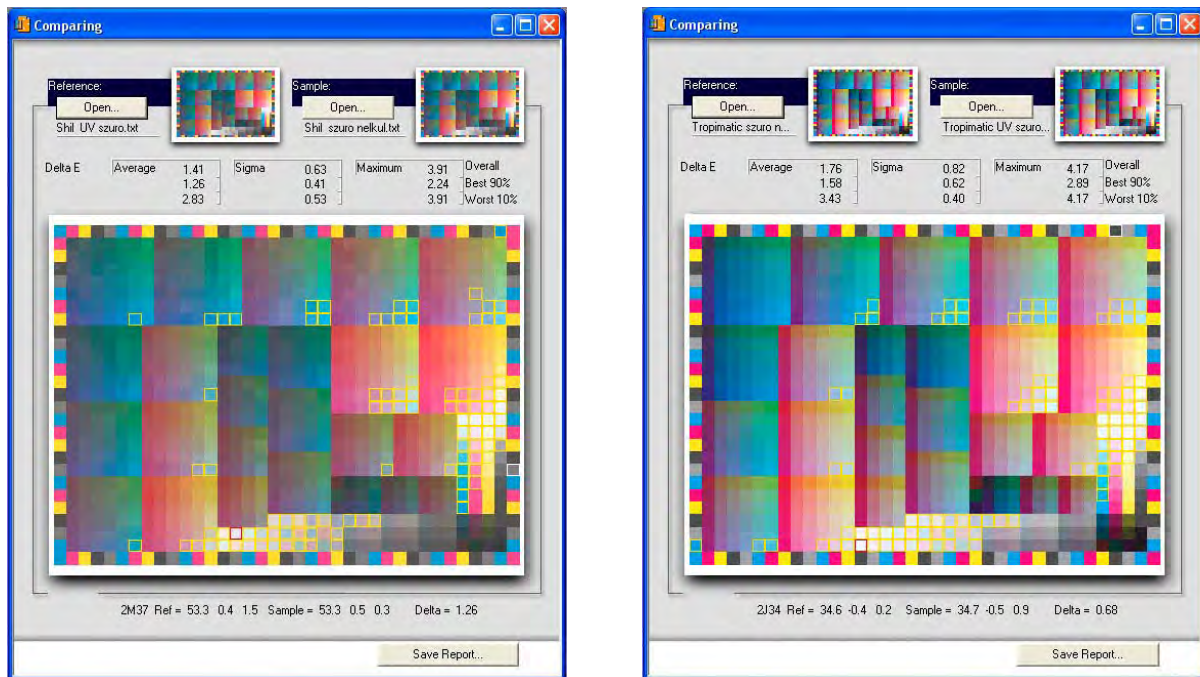 Comparing
Reference:
Sample:
Open...
Open...
Shil UV szuro.txt
Shil szuro nelkul.txt
Delta E Average 1.41 Sigma 0.63 Maximum 3.91 Overall
1.26 0.41 2.24 Best 90%
2.83 0.53 3.91 Worst 10%
2M37 Ref = 53.3 0.4 1.5 Sample = 53.3 0.5 0.3 Delta = 1.26
Save Report...
Comparing
Reference:
Sample:
Open...
Open...
Tropimatic szuro n...
Tropimatic UV szuro...
Delta E Average 1.76 Sigma 0.82 Maximum 4.17 Overall
1.58 0.62 2.89 Best 90%
3.43 0.40 4.17 Worst 10%
2J34 Ref = 34.6 -0.4 0.2 Sample = 34.7 -0.5 0.9 Delta = 0.68
Save Report...